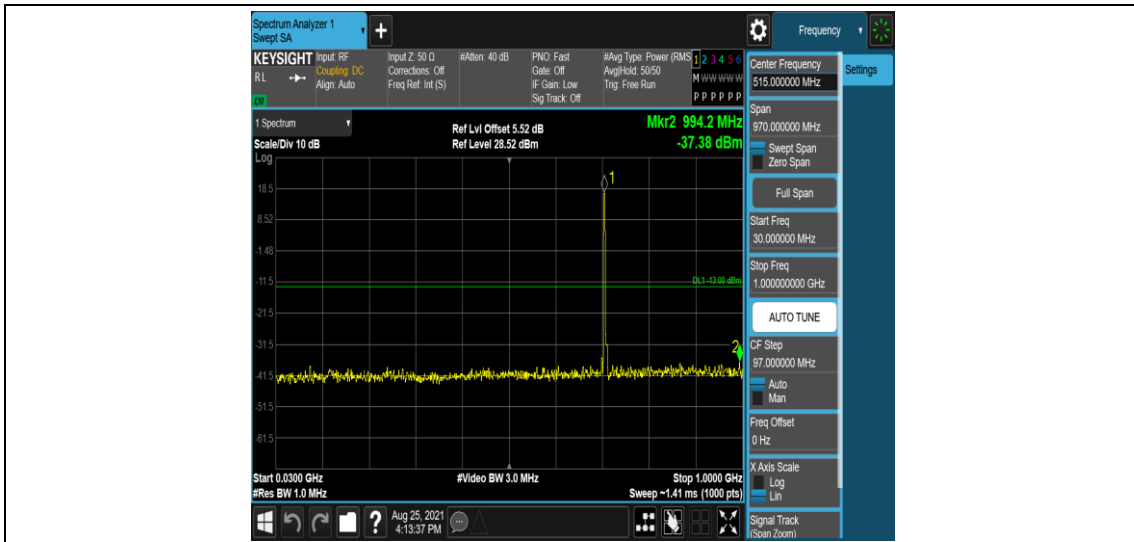 Spectrum Analyzer 1
Swept SA
+
Frequency
KEYSIGHT
RL
LXI
Input: RF
Coupling: DC
Align: Auto
Input Z: 50 Ω
Corrections: Off
Freq Ref: Int (S)
#Atten: 40 dB
PNO: Fast
Gate: Off
IF Gain: Low
Sig Track: Off
#Avg Type: Power (RMS
Avg|Hold: 50/50
Trig: Free Run
1 2 3 4 5 6
M W W W W W
P P P P P P
1 Spectrum
Scale/Div 10 dB
Log
Ref Lvl Offset 5.52 dB
Ref Level 28.52 dBm
Mkr2 994.2 MHz
-37.38 dBm
1
18.5
8.52
-1.48
-11.5
DL1 -13.00 dBm
-21.5
-31.5
2
-41.5
-51.5
-61.5
Start 0.0300 GHz
#Res BW 1.0 MHz
#Video BW 3.0 MHz
Stop 1.0000 GHz
Sweep ~1.41 ms (1000 pts)
?
Aug 25, 2021
4:13:37 PM
Center Frequency
515.000000 MHz
Settings
Span
970.000000 MHz
Swept Span
Zero Span
Full Span
Start Freq
30.000000 MHz
Stop Freq
1.000000000 GHz
AUTO TUNE
CF Step
97.000000 MHz
Auto
Man
Freq Offset
0 Hz
X Axis Scale
Log
Lin
Signal Track
(Span Zoom)